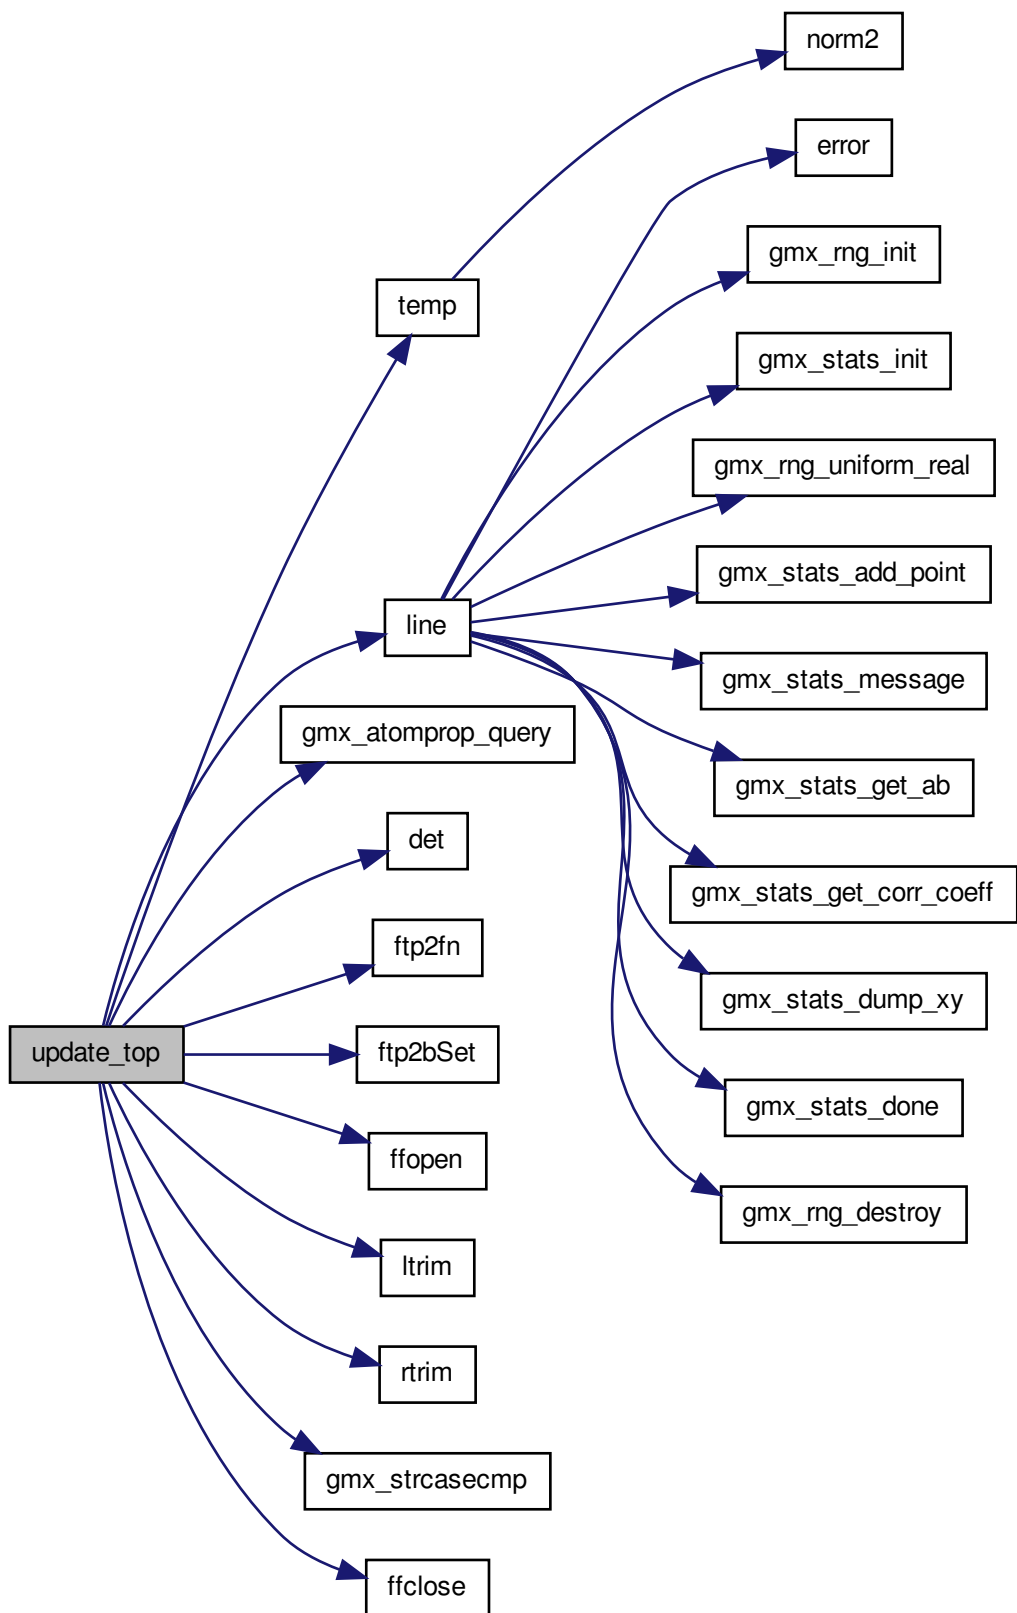 norm2
error
gmx_rng_init
temp
gmx_stats_init
gmx_rng_uniform_real
gmx_stats_add_point
line
gmx_stats_message
gmx_atomprop_query
gmx_stats_get_ab
det
gmx_stats_get_corr_coeff
ftp2fn
gmx_stats_dump_xy
update_top
ftp2bSet
gmx_stats_done
ffopen
gmx_rng_destroy
ltrim
rtrim
gmx_strcasecmp
ffclose